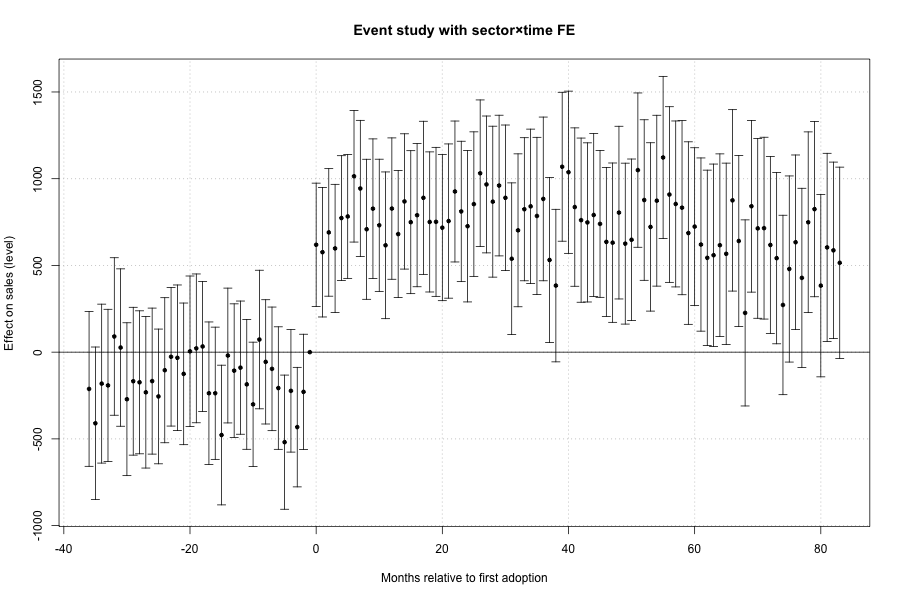 Event study with sector×time FE
Effect on sales (level)
1500
1000
500
0
-500
-1000
-40 -20 0 20 40 60 80
Months relative to first adoption